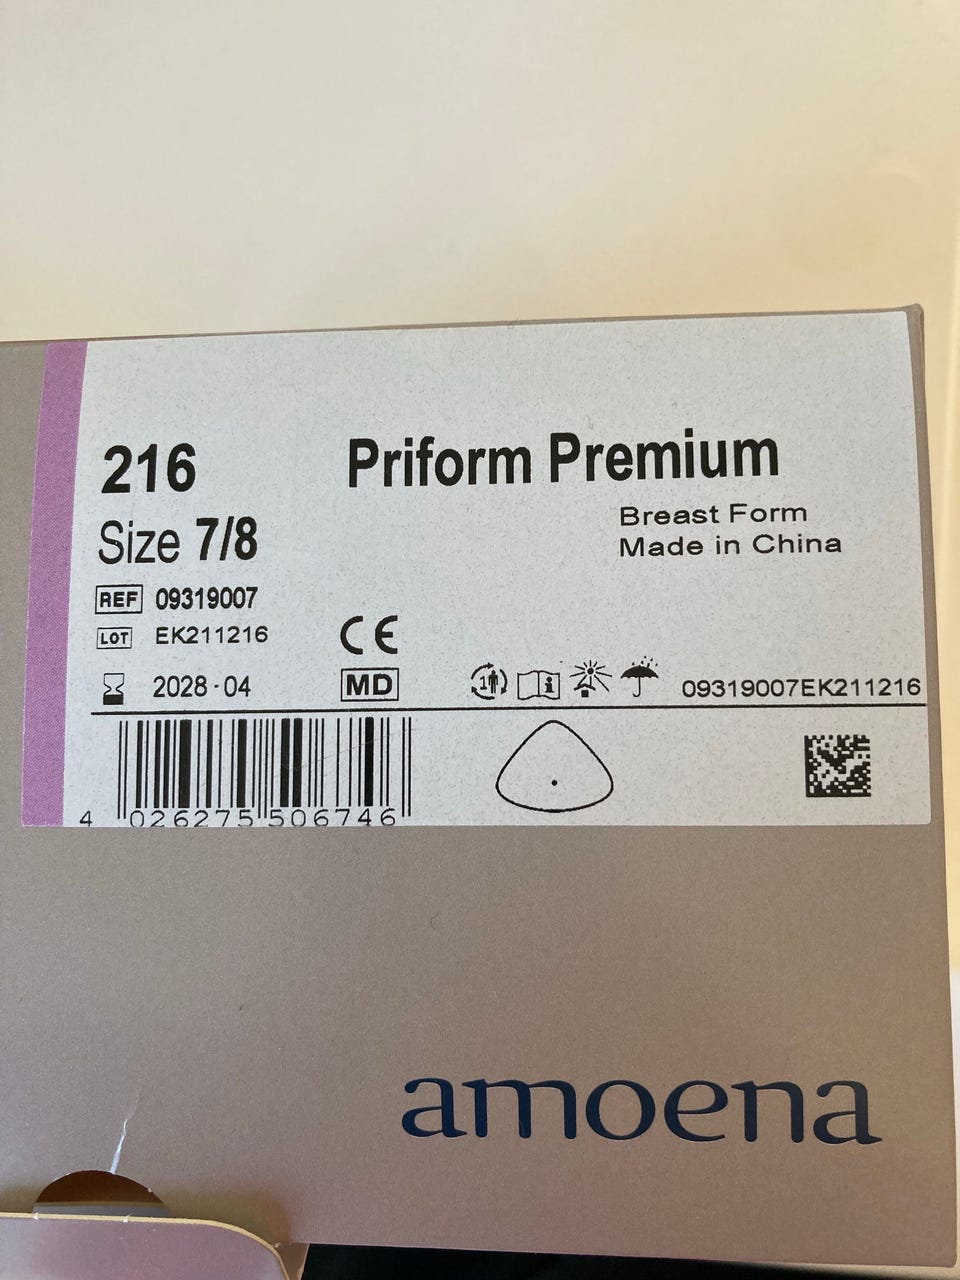 216
Priform Premium
Size 7/8
Breast Form
Made in China
REF 09319007
LOT EK211216
CE
2028-04
MD
1
i
09319007EK211216
4 026275 506746
amoena